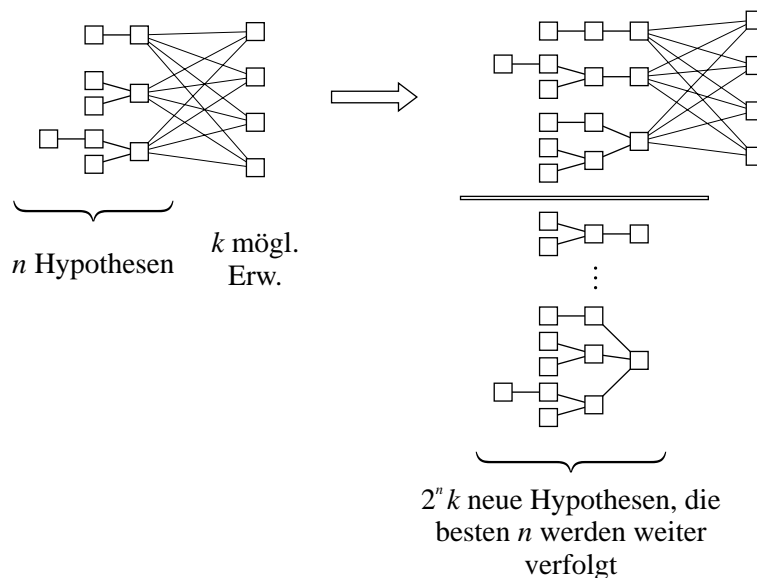 n Hypothesen
k mögl.
Erw.
2ⁿ k neue Hypothesen, die
besten n werden weiter
verfolgt